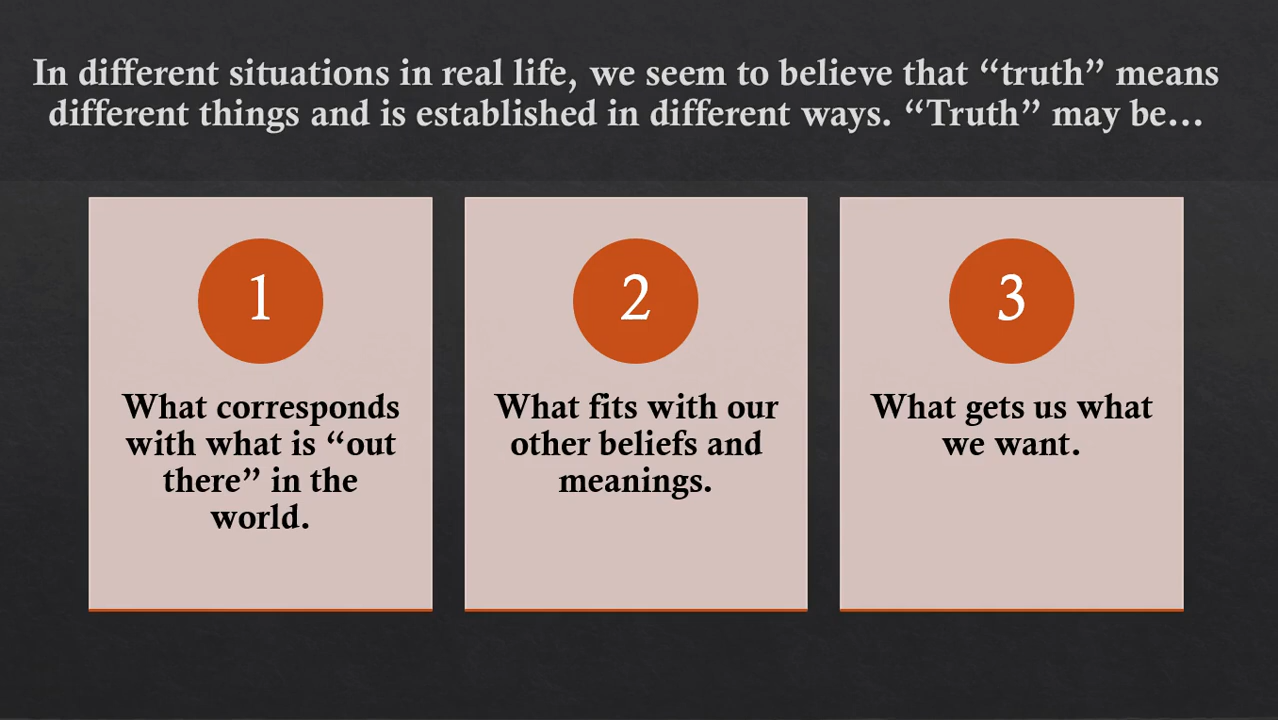 In different situations in real life, we seem to believe that “truth” means
different things and is established in different ways. “Truth” may be…
1
What corresponds
with what is “out
there” in the
world.
2
What fits with our
other beliefs and
meanings.
3
What gets us what
we want.